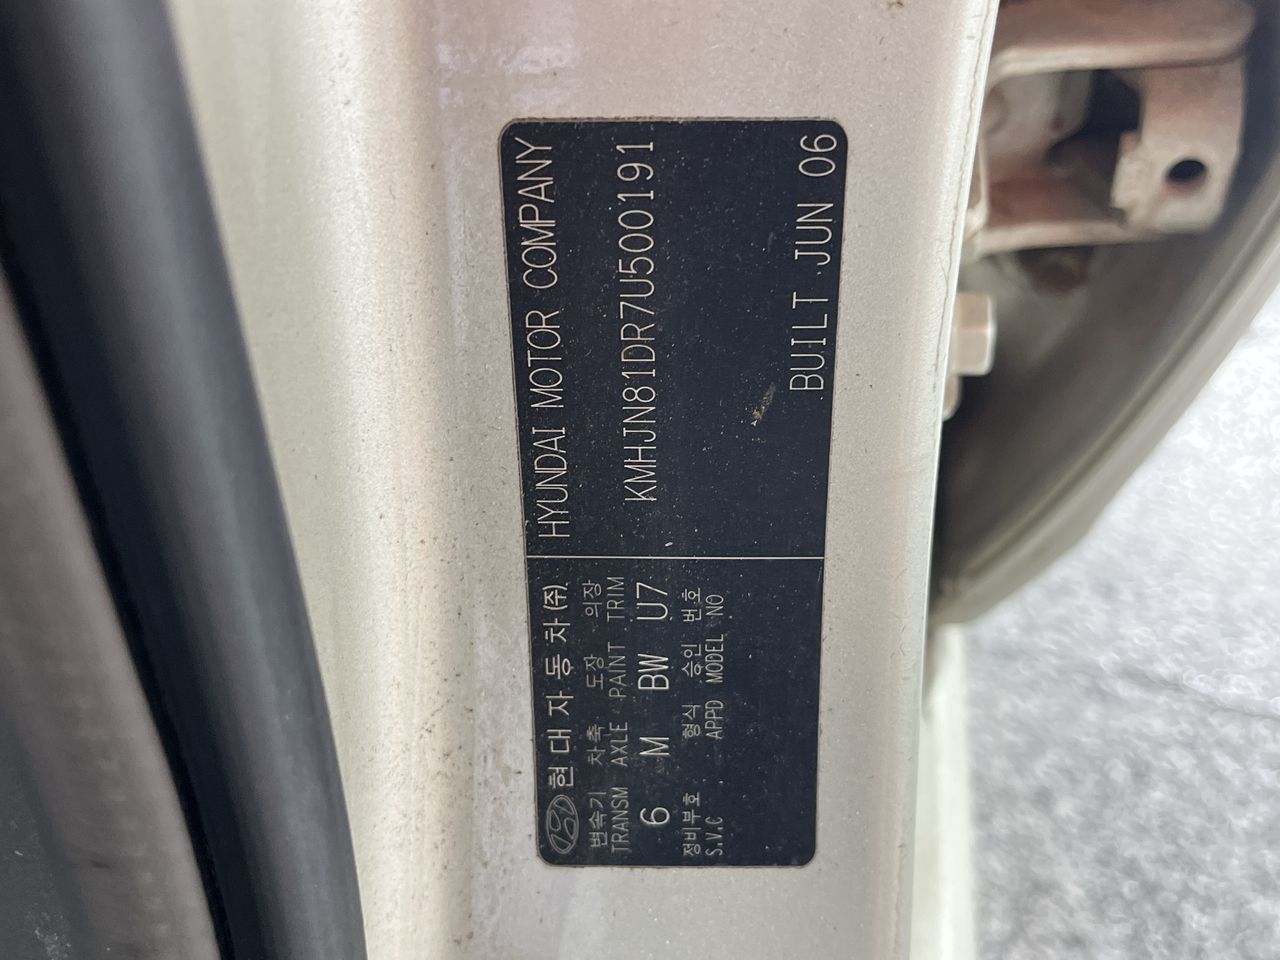 현대자동차(주)
HYUNDAI MOTOR COMPANY
변속기 차축 도장 의장
TRANSM AXLE PAINT TRIM
6 M BW U7
KMHJN81DR7U500191
정비부호 형식 승인 번호
S.V.C APPD MODEL NO
BUILT JUN 06